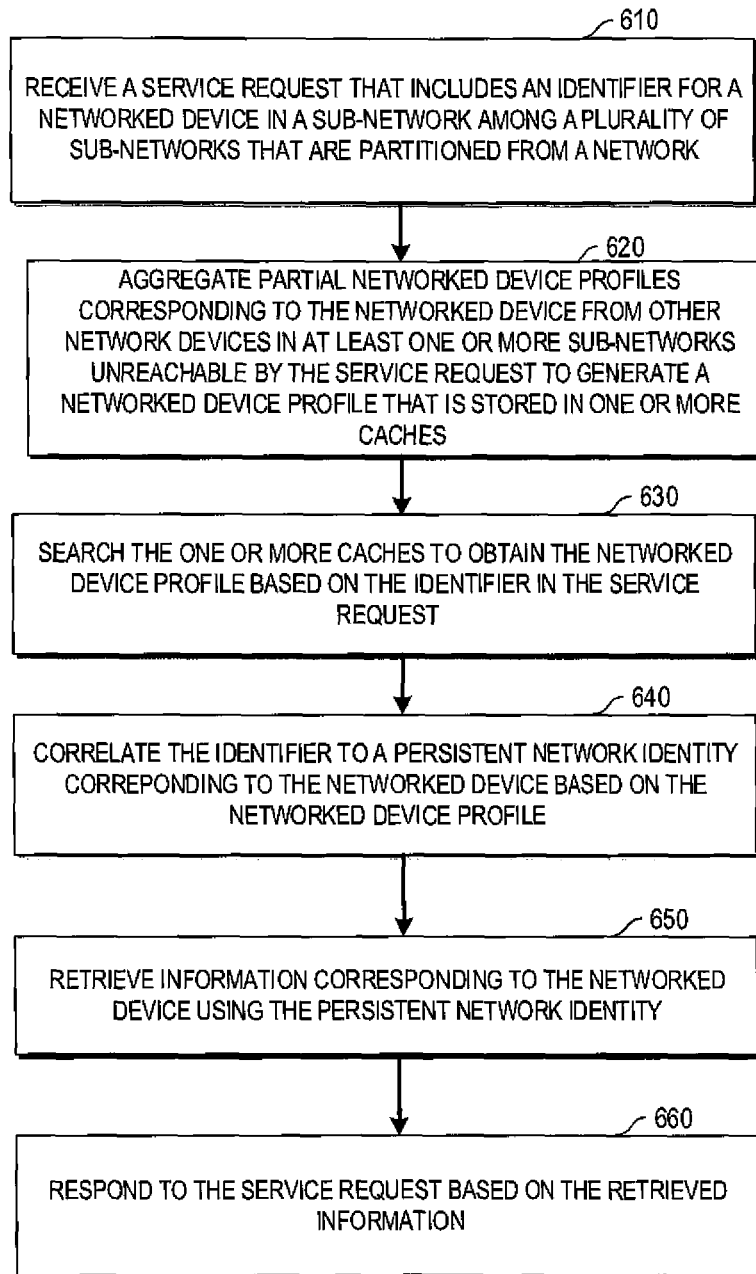 610
RECEIVE A SERVICE REQUEST THAT INCLUDES AN IDENTIFIER FOR A
NETWORKED DEVICE IN A SUB-NETWORK AMONG A PLURALITY OF
SUB-NETWORKS THAT ARE PARTITIONED FROM A NETWORK
620
AGGREGATE PARTIAL NETWORKED DEVICE PROFILES
CORRESPONDING TO THE NETWORKED DEVICE FROM OTHER
NETWORK DEVICES IN AT LEAST ONE OR MORE SUB-NETWORKS
UNREACHABLE BY THE SERVICE REQUEST TO GENERATE A
NETWORKED DEVICE PROFILE THAT IS STORED IN ONE OR MORE
CACHES
630
SEARCH THE ONE OR MORE CACHES TO OBTAIN THE NETWORKED
DEVICE PROFILE BASED ON THE IDENTIFIER IN THE SERVICE
REQUEST
640
CORRELATE THE IDENTIFIER TO A PERSISTENT NETWORK IDENTITY
CORREPONDING TO THE NETWORKED DEVICE BASED ON THE
NETWORKED DEVICE PROFILE
650
RETRIEVE INFORMATION CORRESPONDING TO THE NETWORKED
DEVICE USING THE PERSISTENT NETWORK IDENTITY
660
RESPOND TO THE SERVICE REQUEST BASED ON THE RETRIEVED
INFORMATION